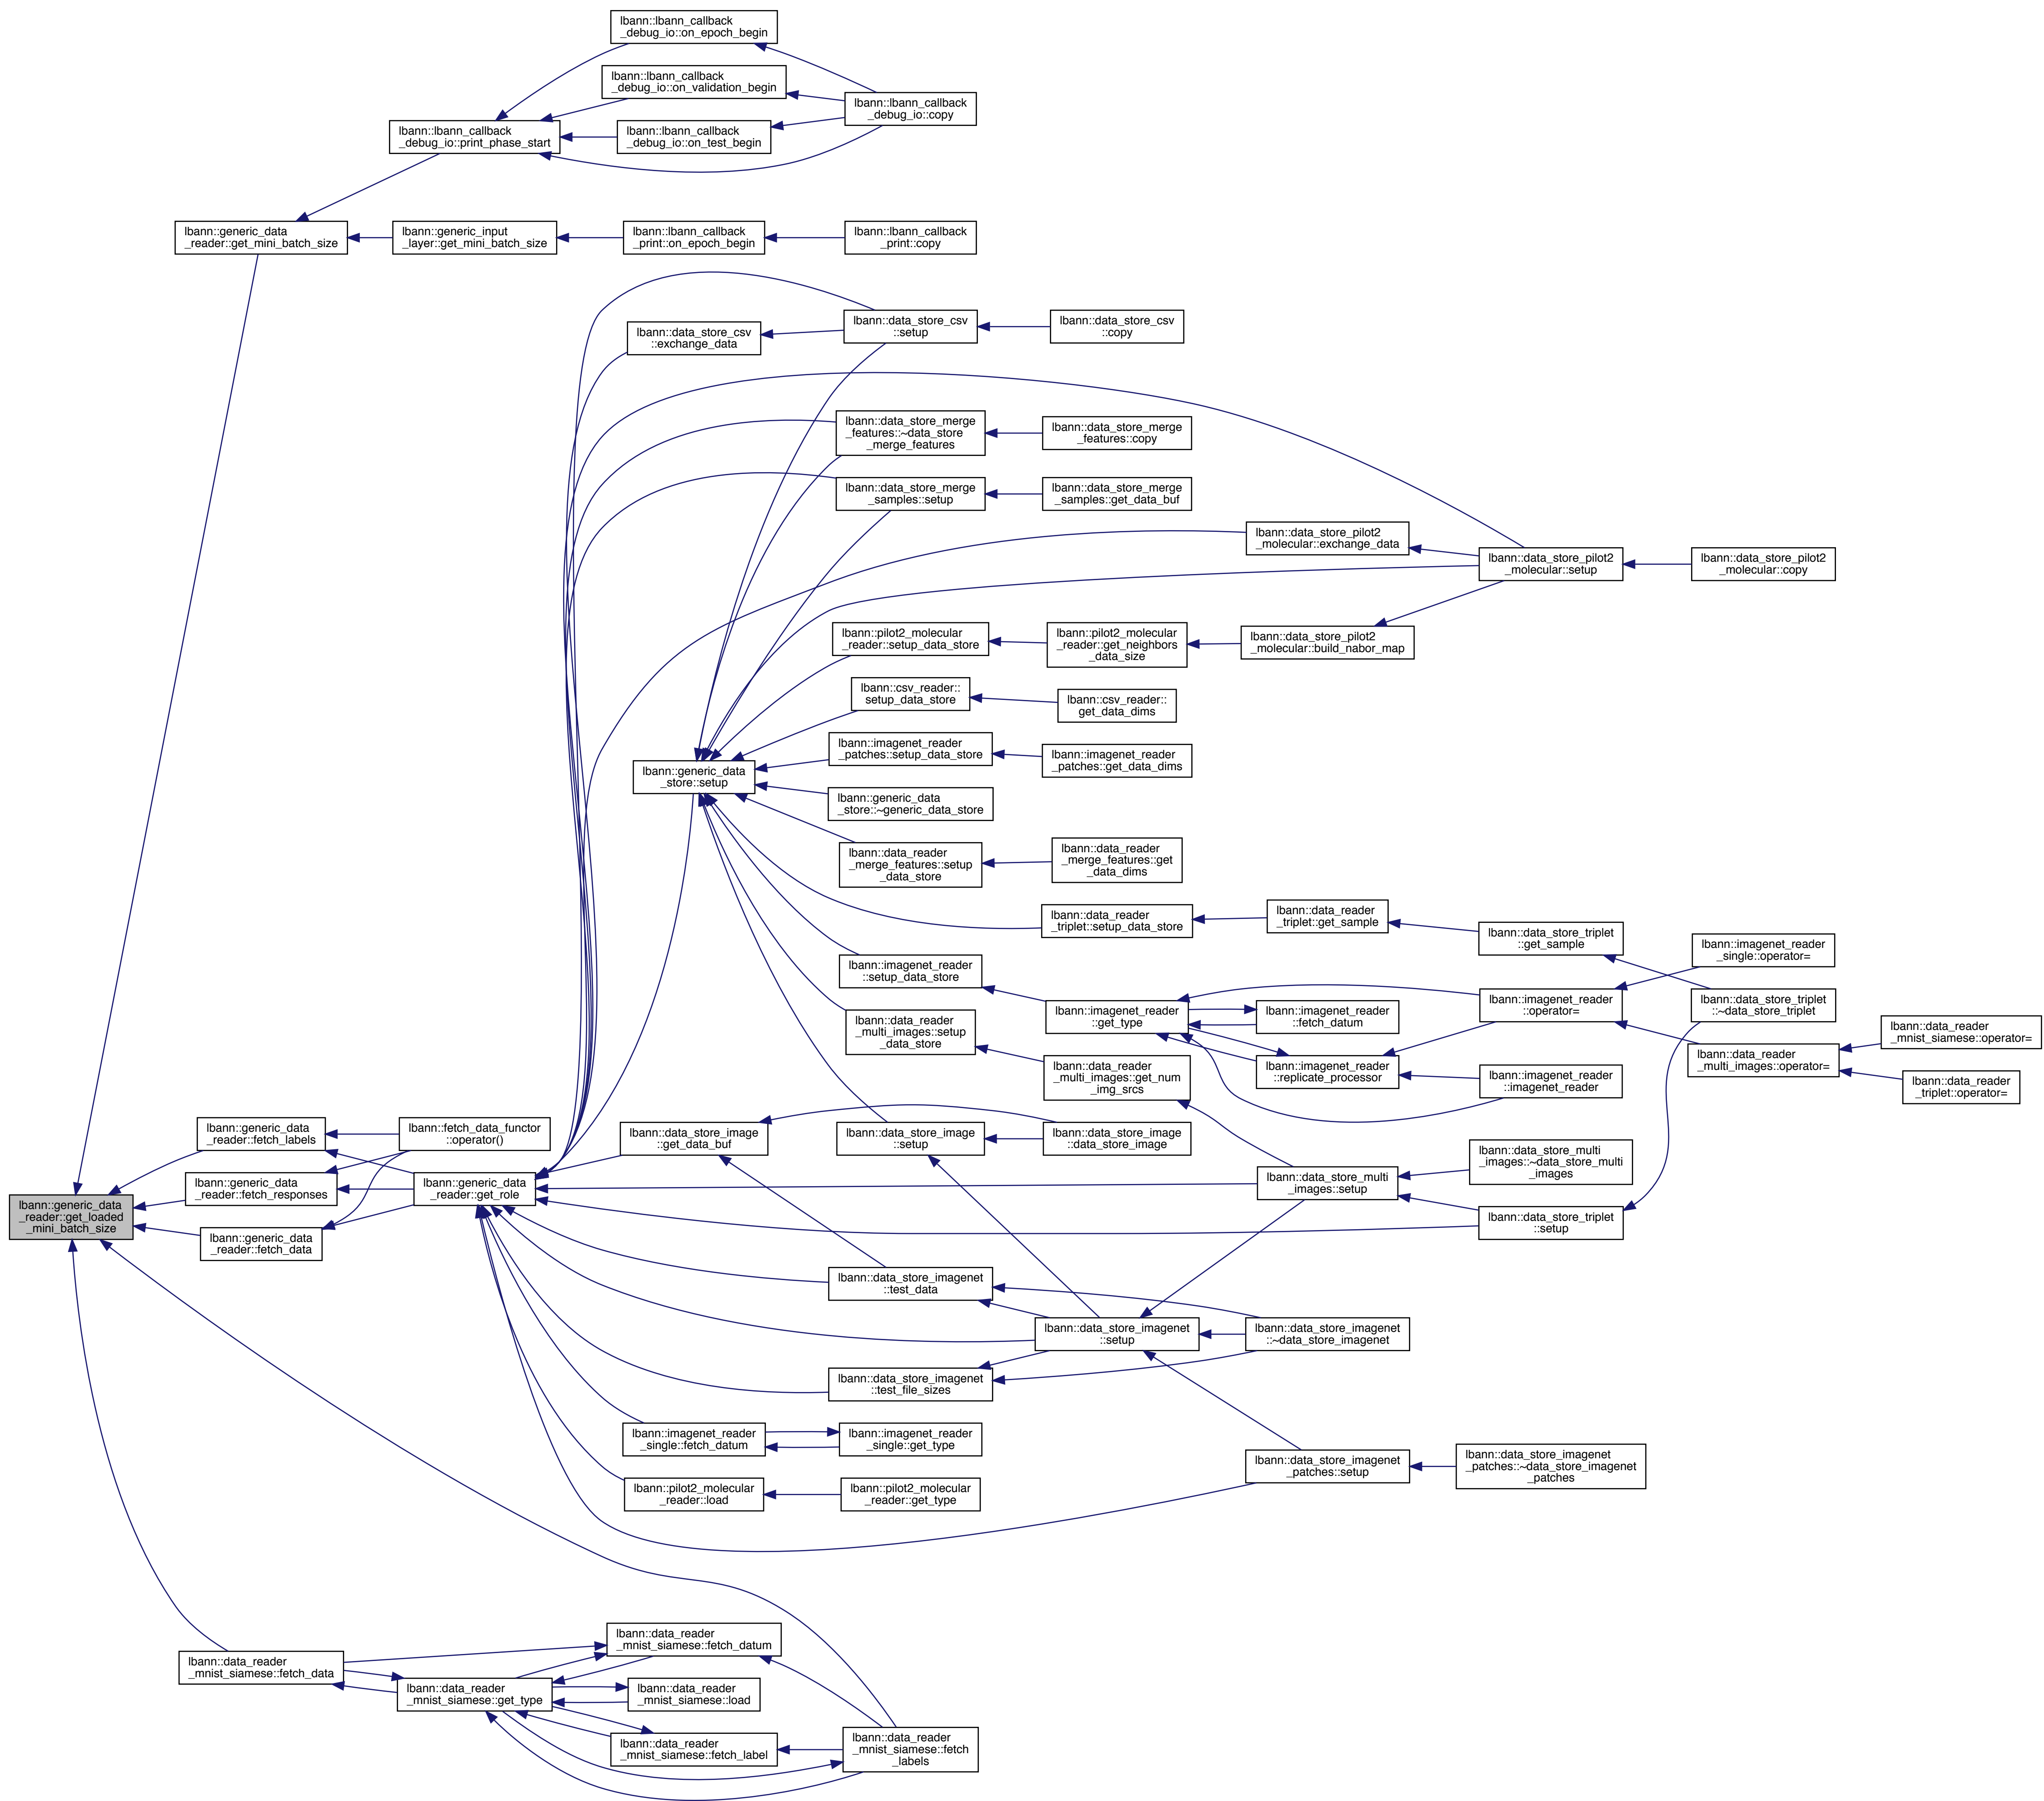 lbann::lbann_callback
_debug_io::on_epoch_begin
lbann::lbann_callback
_debug_io::on_validation_begin
lbann::lbann_callback
_debug_io::copy
lbann::lbann_callback
_debug_io::print_phase_start
lbann::lbann_callback
_debug_io::on_test_begin
lbann::generic_data
_reader::get_mini_batch_size
lbann::generic_input
_layer::get_mini_batch_size
lbann::lbann_callback
_print::on_epoch_begin
lbann::lbann_callback
_print::copy
lbann::data_store_csv
::exchange_data
lbann::data_store_csv
::setup
lbann::data_store_csv
::copy
lbann::data_store_merge
_features::~data_store
_merge_features
lbann::data_store_merge
_features::copy
lbann::data_store_merge
_samples::setup
lbann::data_store_merge
_samples::get_data_buf
lbann::data_store_pilot2
_molecular::exchange_data
lbann::data_store_pilot2
_molecular::setup
lbann::data_store_pilot2
_molecular::copy
lbann::pilot2_molecular
_reader::setup_data_store
lbann::pilot2_molecular
_reader::get_neighbors
_data_size
lbann::data_store_pilot2
_molecular::build_nabor_map
lbann::csv_reader::
setup_data_store
lbann::csv_reader::
get_data_dims
lbann::imagenet_reader
_patches::setup_data_store
lbann::imagenet_reader
_patches::get_data_dims
lbann::generic_data
_store::setup
lbann::generic_data
_store::~generic_data_store
lbann::data_reader
_merge_features::setup
_data_store
lbann::data_reader
_merge_features::get
_data_dims
lbann::data_reader
_triplet::setup_data_store
lbann::data_reader
_triplet::get_sample
lbann::data_store_triplet
::get_sample
lbann::imagenet_reader
_single::operator=
lbann::imagenet_reader
::setup_data_store
lbann::imagenet_reader
::get_type
lbann::imagenet_reader
::fetch_datum
lbann::imagenet_reader
::operator=
lbann::data_store_triplet
::~data_store_triplet
lbann::data_reader
_multi_images::setup
_data_store
lbann::data_reader
_multi_images::get_num
_img_srcs
lbann::imagenet_reader
::replicate_processor
lbann::imagenet_reader
::imagenet_reader
lbann::data_reader
_multi_images::operator=
lbann::data_reader
_mnist_siamese::operator=
lbann::data_reader
_triplet::operator=
lbann::generic_data
_reader::fetch_labels
lbann::fetch_data_functor
::operator()
lbann::data_store_image
::get_data_buf
lbann::data_store_image
::setup
lbann::data_store_image
::data_store_image
lbann::generic_data
_reader::get_loaded
_mini_batch_size
lbann::generic_data
_reader::fetch_responses
lbann::generic_data
_reader::get_role
lbann::data_store_multi
_images::setup
lbann::data_store_multi
_images::~data_store_multi
_images
lbann::generic_data
_reader::fetch_data
lbann::data_store_triplet
::setup
lbann::data_store_imagenet
::test_data
lbann::data_store_imagenet
::setup
lbann::data_store_imagenet
::~data_store_imagenet
lbann::data_store_imagenet
::test_file_sizes
lbann::imagenet_reader
_single::fetch_datum
lbann::imagenet_reader
_single::get_type
lbann::data_store_imagenet
_patches::setup
lbann::data_store_imagenet
_patches::~data_store_imagenet
_patches
lbann::pilot2_molecular
_reader::load
lbann::pilot2_molecular
_reader::get_type
lbann::data_reader
_mnist_siamese::fetch_data
lbann::data_reader
_mnist_siamese::fetch_datum
lbann::data_reader
_mnist_siamese::get_type
lbann::data_reader
_mnist_siamese::load
lbann::data_reader
_mnist_siamese::fetch_label
lbann::data_reader
_mnist_siamese::fetch
_labels